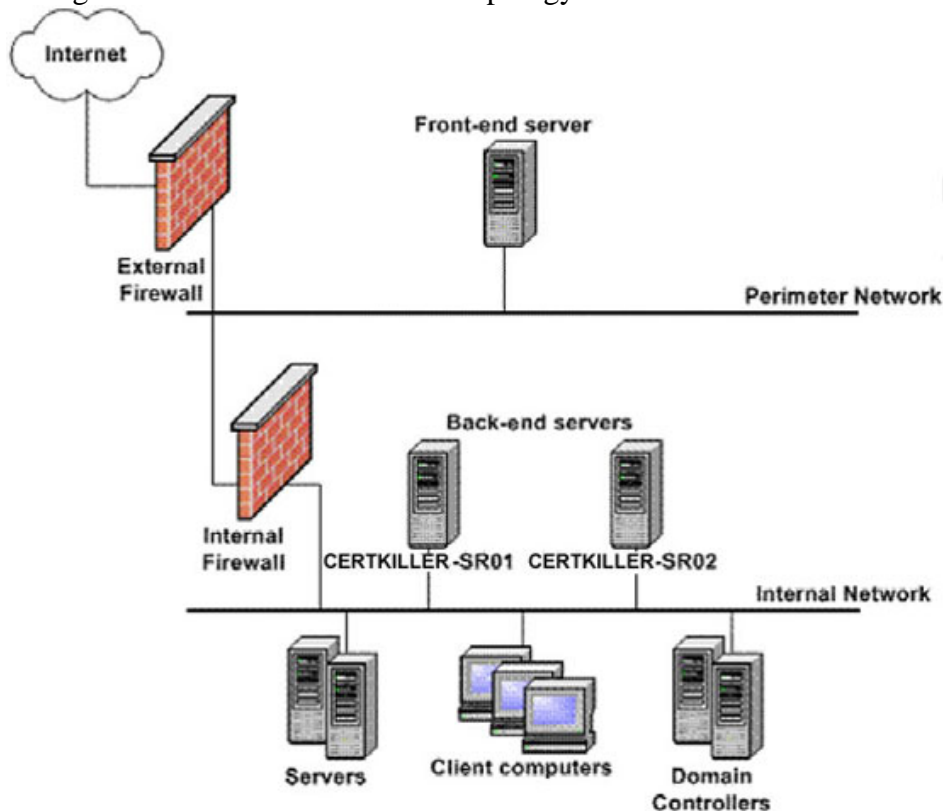 Internet
Front-end server
External
Firewall
Perimeter Network
Back-end servers
Internal
Firewall
CERTKILLER-SR01
CERTKILLER-SR02
Internal Network
Servers
Client computers
Domain
Controllers